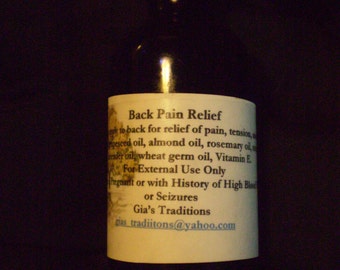 Back Pain Relief
to back for relief of pain, tension,
oil, almond oil, rosemary oil,
oil, wheat germ oil, Vitamin E.
For External Use Only
Pregnant or with History of High Blood
or Seizures
Gia's Traditions
gias_tradiitons@yahoo.com